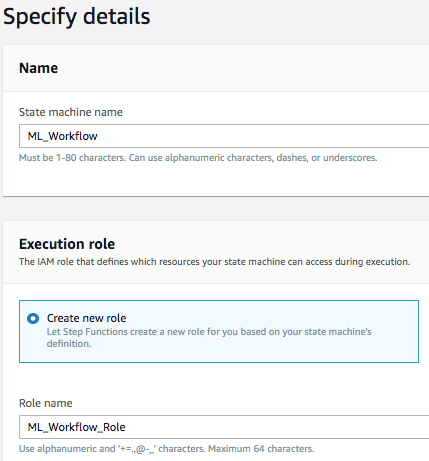 Specify details
Name
State machine name
ML_Workflow
Must be 1-80 characters. Can use alphanumeric characters, dashes, or underscores.
Execution role
The IAM role that defines which resources your state machine can access during execution.
Create new role
Let Step Functions create a new role for you based on your state machine's
definition.
Role name
ML_Workflow_Role
Use alphanumeric and '+=.,@-_' characters. Maximum 64 characters.